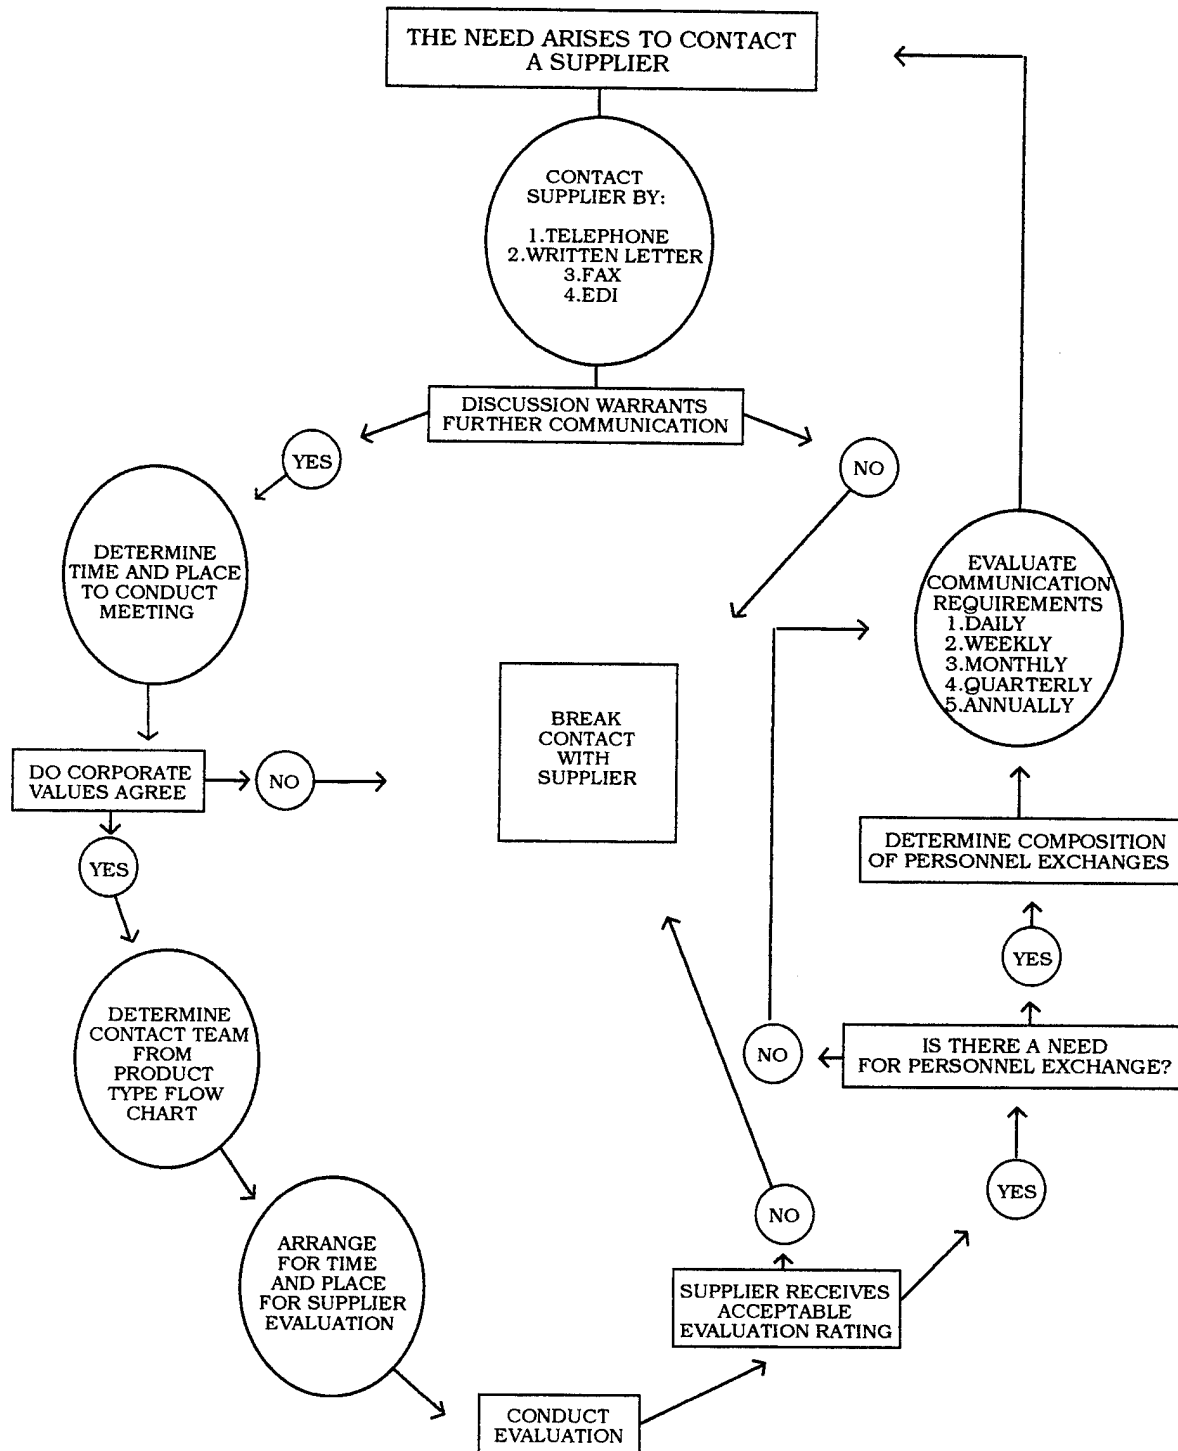 THE NEED ARISES TO CONTACT
A SUPPLIER
CONTACT
SUPPLIER BY:
1.TELEPHONE
2.WRITTEN LETTER
3.FAX
4.EDI
DISCUSSION WARRANTS
FURTHER COMMUNICATION
YES
NO
DETERMINE
TIME AND PLACE
TO CONDUCT
MEETING
EVALUATE
COMMUNICATION
REQUIREMENTS
1.DAILY
2.WEEKLY
3.MONTHLY
4.QUARTERLY
5.ANNUALLY
BREAK
CONTACT
WITH
SUPPLIER
DO CORPORATE
VALUES AGREE
NO
YES
DETERMINE COMPOSITION
OF PERSONNEL EXCHANGES
YES
DETERMINE
CONTACT TEAM
FROM
PRODUCT
TYPE FLOW
CHART
NO
IS THERE A NEED
FOR PERSONNEL EXCHANGE?
YES
NO
ARRANGE
FOR TIME
AND PLACE
FOR SUPPLIER
EVALUATION
SUPPLIER RECEIVES
ACCEPTABLE
EVALUATION RATING
CONDUCT
EVALUATION